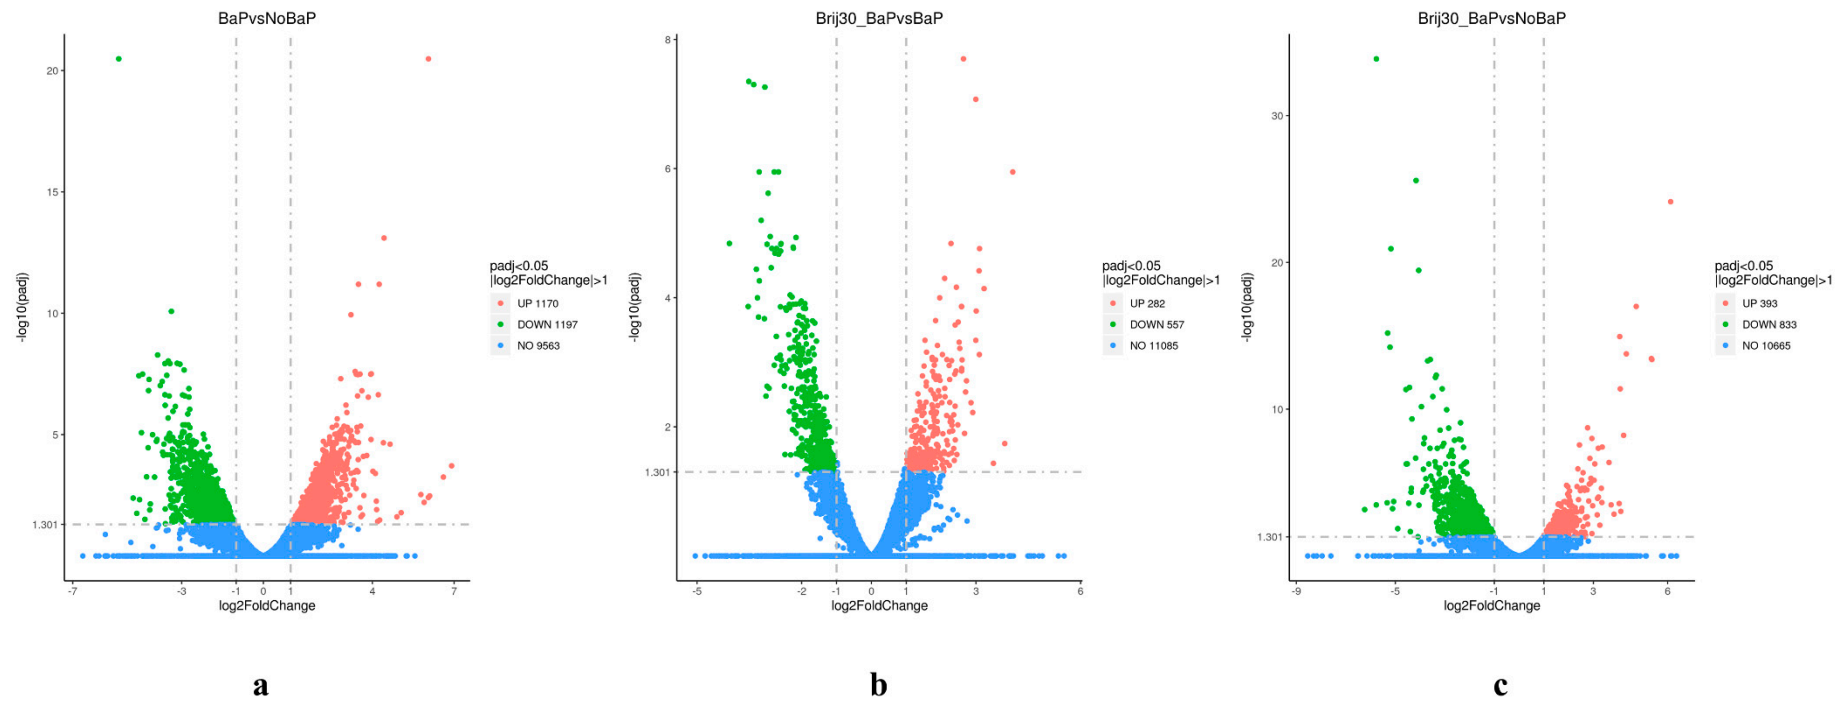 BaPvsNoBaP
20
15
10
5
1.301
-log10(padj)
-7
-3
-1
0
1
4
7
log2FoldChange
padj<0.05
|log2FoldChange|>1
UP 1170
DOWN 1197
NO 9563
a
Brij30_BaPvsBaP
8
6
4
2
1.301
-log10(padj)
-5
-2
-1
0
1
6
log2FoldChange
padj<0.05
|log2FoldChange|>1
UP 282
DOWN 557
NO 11085
b
Brij30_BaPvsNoBaP
30
20
10
1.301
-log10(padj)
-9
-5
-1
1
3
6
log2FoldChange
padj<0.05
|log2FoldChange|>1
UP 393
DOWN 833
NO 10665
c